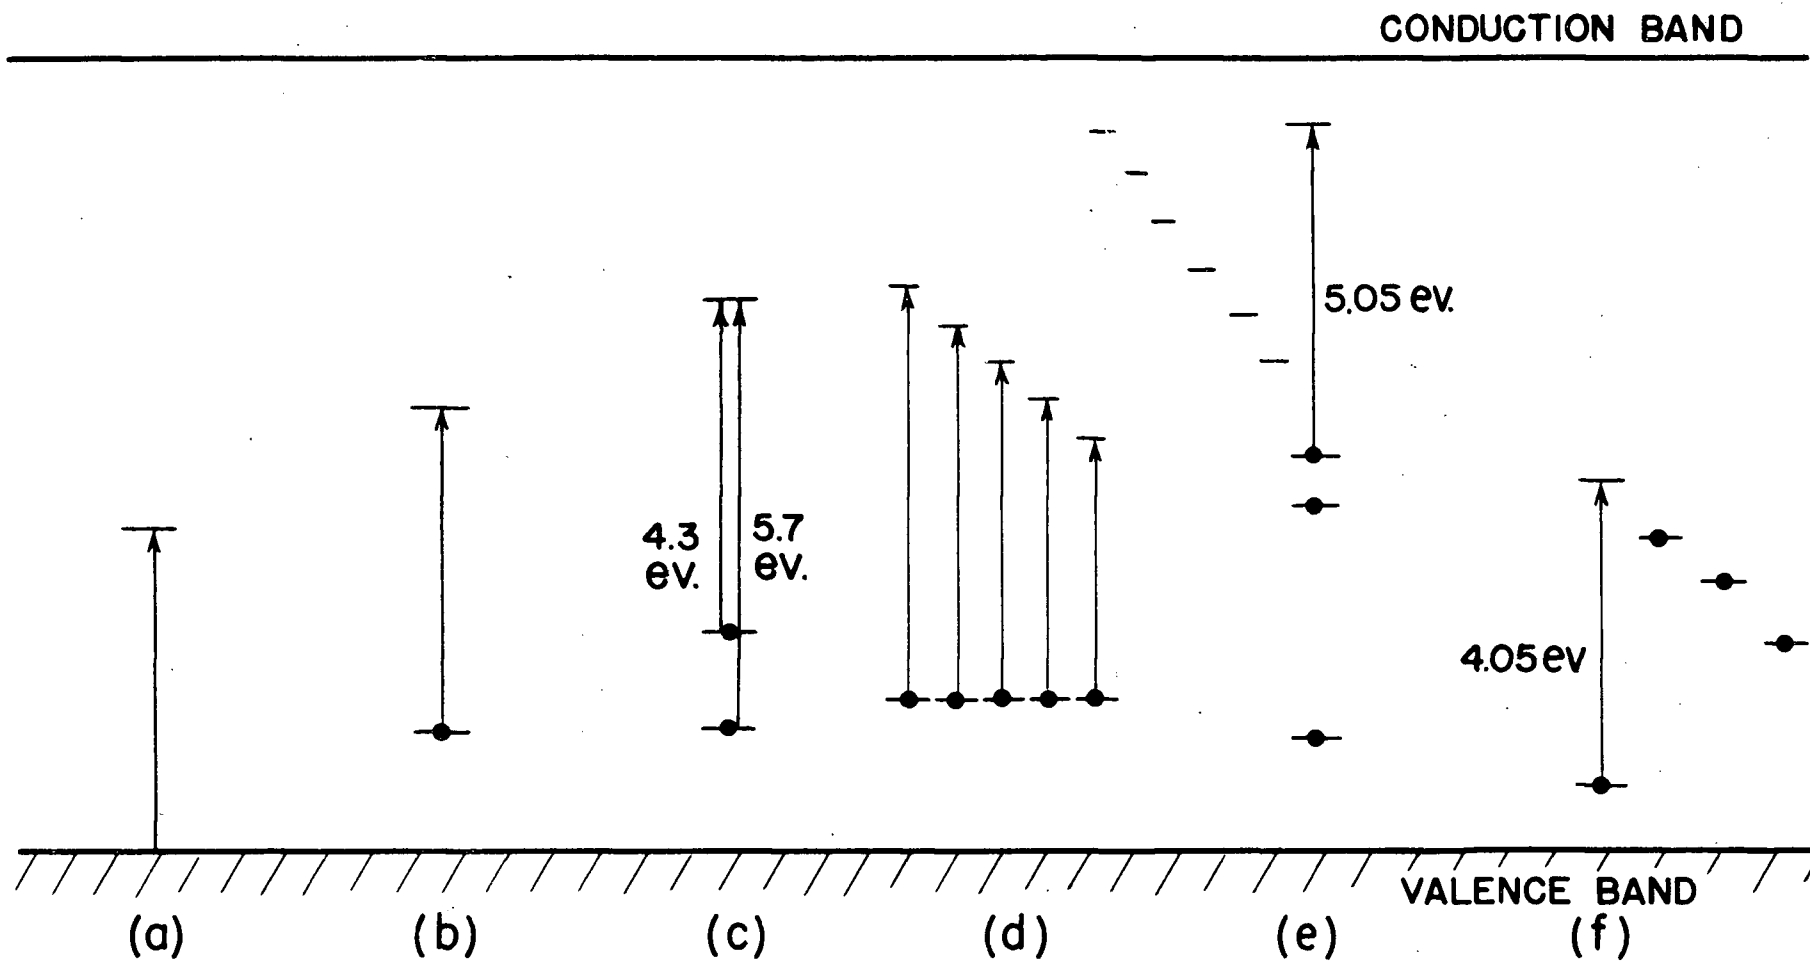 CONDUCTION BAND
5.05 ev.
4.3
ev.
5.7
ev.
4.05 ev
VALENCE BAND
(a)
(b)
(c)
(d)
(e)
(f)